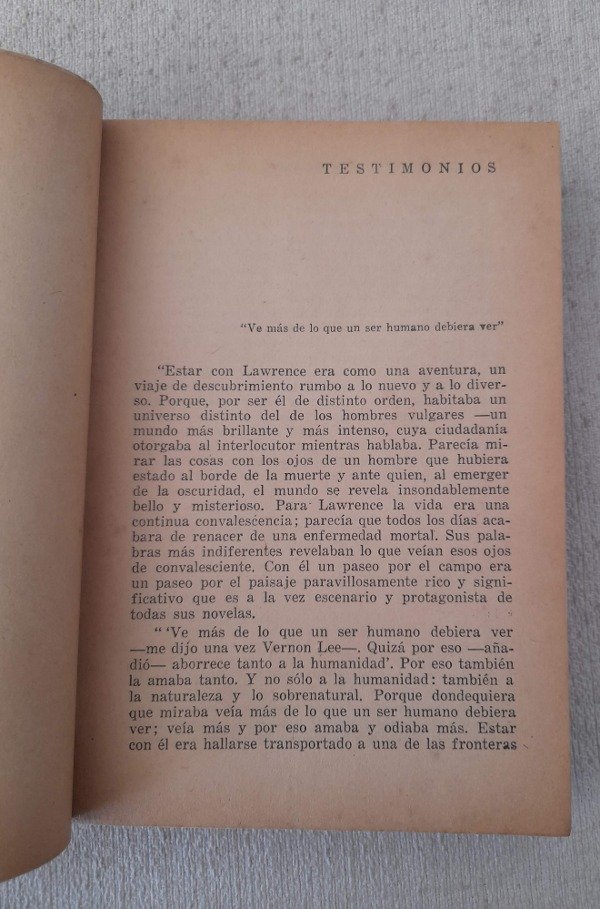 TESTIMONIOS
"Ve más de lo que un ser humano debiera ver"
"Estar con Lawrence era como una aventura, un
viaje de descubrimiento rumbo a lo nuevo y a lo diver-
so. Porque, por ser él de distinto orden, habitaba un
universo distinto del de los hombres vulgares —un
mundo más brillante y más intenso, cuya ciudadanía
otorgaba al interlocutor mientras hablaba. Parecía mi-
rar las cosas con los ojos de un hombre que hubiera
estado al borde de la muerte y ante quien, al emerger
de la oscuridad, el mundo se revela insondablemente
bello y misterioso. Para Lawrence la vida era una
continua convalescencia; parecía que todos los días aca-
bara de renacer de una enfermedad mortal. Sus pala-
bras más indiferentes revelaban lo que veían esos ojos
de convalesciente. Con él un paseo por el campo era
un paseo por el paisaje paravillosamente rico y signi-
ficativo que es a la vez escenario y protagonista de
todas sus novelas.
"'Ve más de lo que un ser humano debiera ver
—me dijo una vez Vernon Lee—. Quizá por eso —aña-
dió— aborrece tanto a la humanidad'. Por eso también
la amaba tanto. Y no sólo a la humanidad: también a
la naturaleza y lo sobrenatural. Porque dondequiera
que miraba veía más de lo que un ser humano debiera
ver; veía más y por eso amaba y odiaba más. Estar
con él era hallarse transportado a una de las fronteras